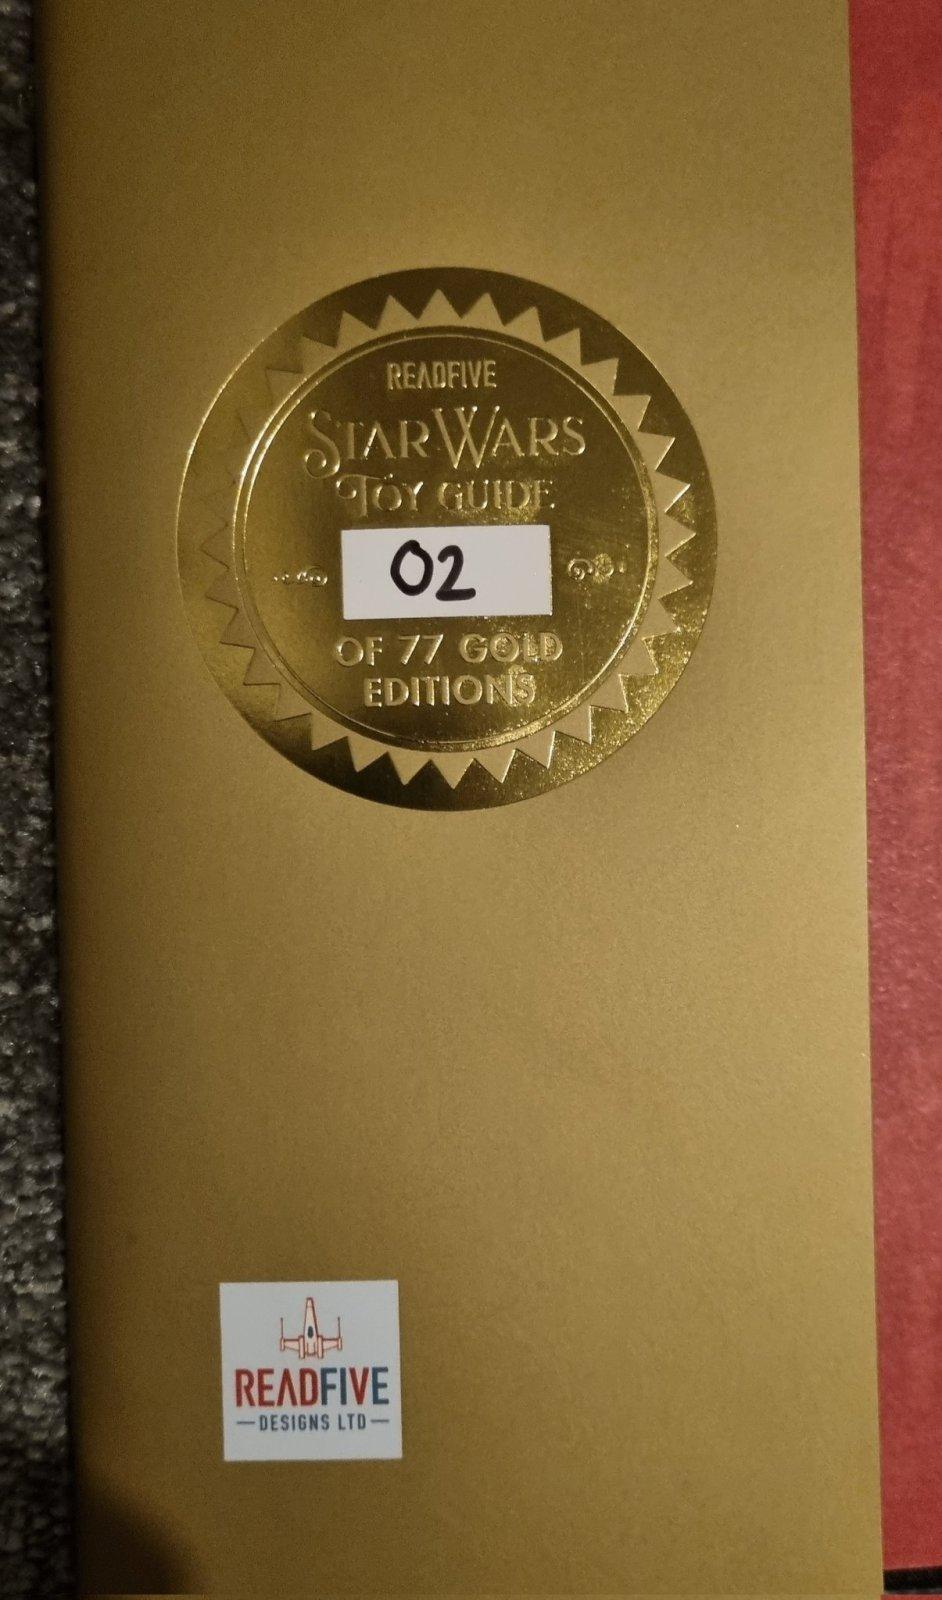 READFIVE
STAR WARS
TOY GUIDE
02
OF 77 GOLD
EDITIONS
READFIVE
DESIGNS LTD